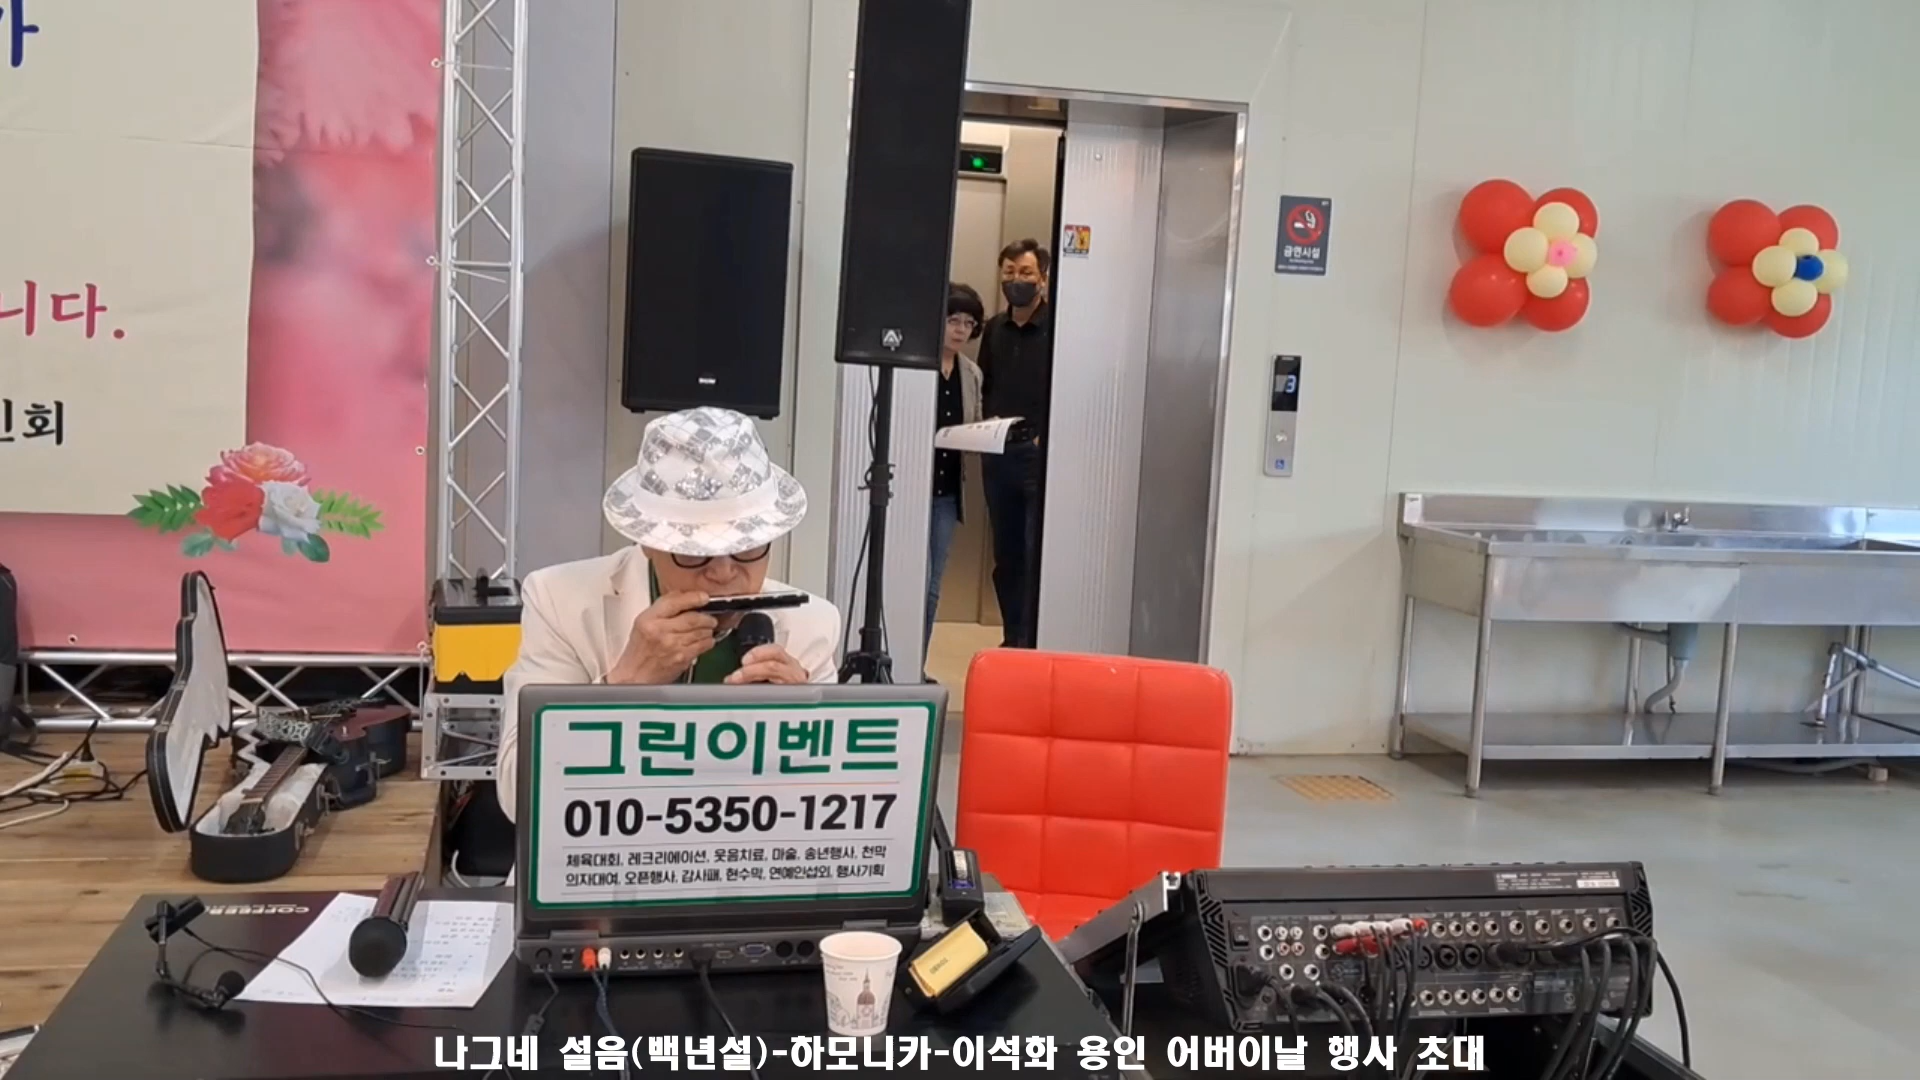 가
니다.
인회
금연시설
3
그린이벤트
010-5350-1217
체육대회, 레크리에이션, 웃음치료, 마술, 송년행사, 천막
의자대여, 오픈행사, 감사패, 현수막, 연예인섭외, 행사기획
COFFEE
나그네 설음(백년설)-하모니카-이석화 용인 어버이날 행사 초대